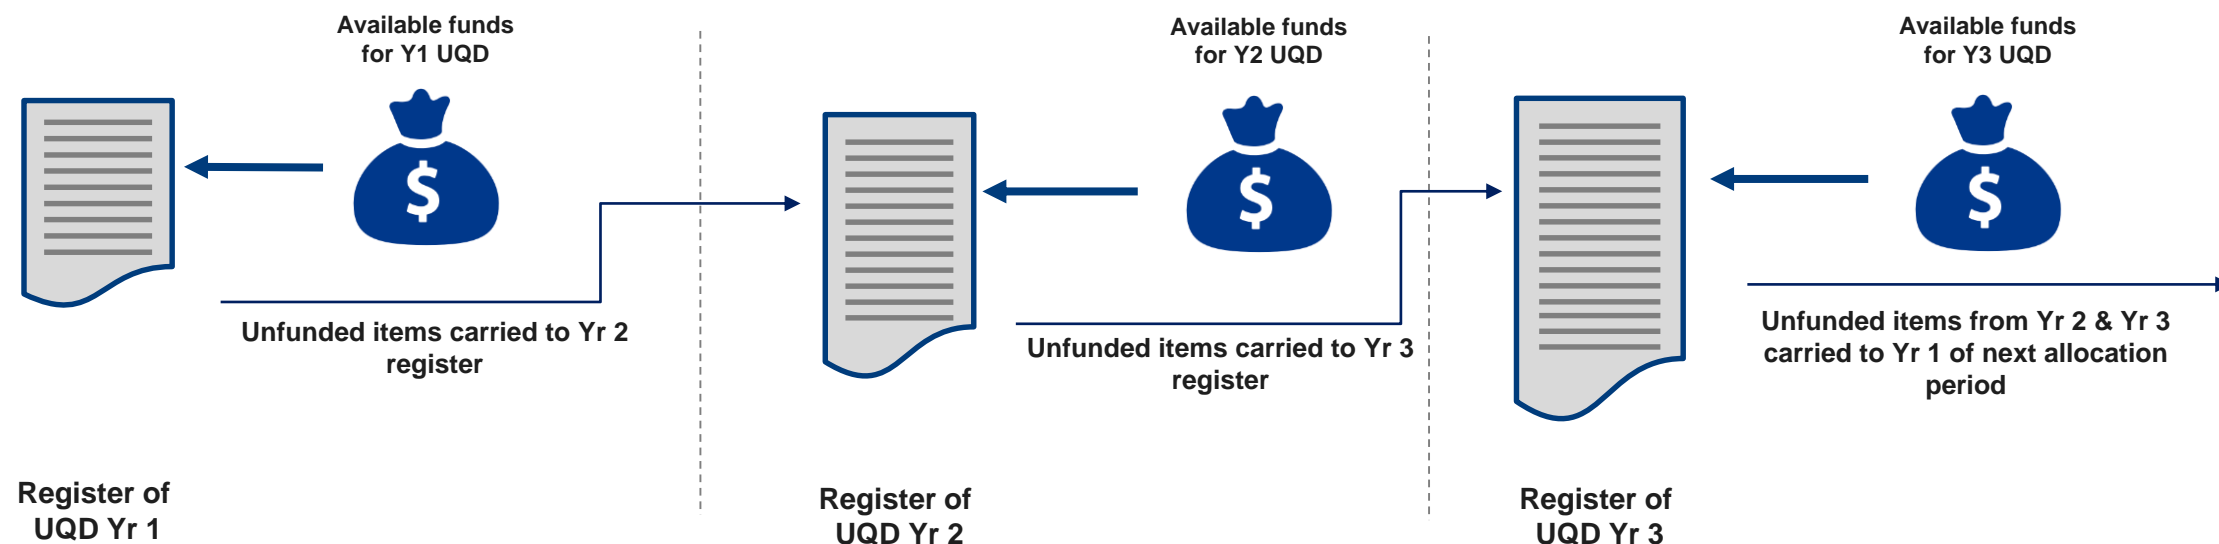 Available funds
for Y1 UQD
$
Unfunded items carried to Yr 2
register
Register of
UQD Yr 1
Available funds
for Y2 UQD
$
Unfunded items carried to Yr 3
register
Register of
UQD Yr 2
Available funds
for Y3 UQD
$
Unfunded items from Yr 2 & Yr 3
carried to Yr 1 of next allocation
period
Register of
UQD Yr 3